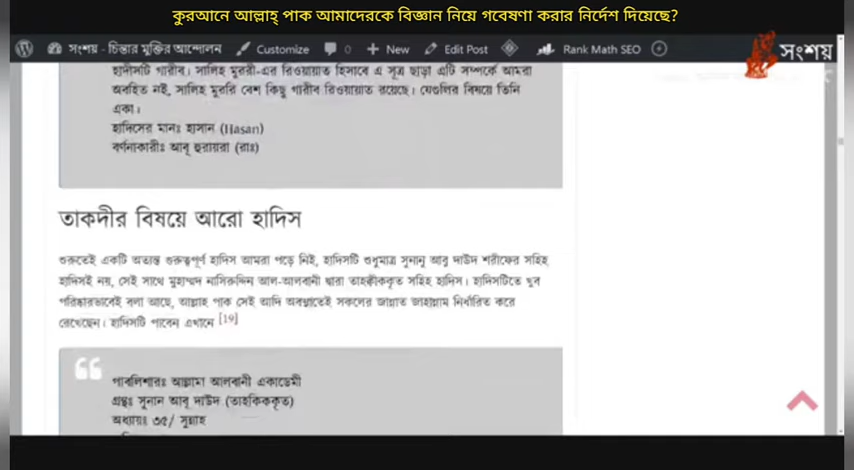 কুরআনে আল্লাহ্ পাক আমাদেরকে বিজ্ঞান নিয়ে গবেষণা করার নির্দেশ দিয়েছে?
সংশয় - চিন্তার মুক্তির আন্দোলন Customize 0 New Edit Post Rank Math SEO
সংশয়
হাদীসটি গারীব। সালিহ মুররী-এর রিওয়ায়াত হিসাবে এ সূত্র ছাড়া এটি সম্পর্কে আমরা
অবহিত নই, সালিহ মুররি বেশ কিছু গারীব রিওয়ায়াত রয়েছে। যেগুলির বিষয়ে তিনি
একা।
হাদিসের মানঃ হাসান (Hasan)
বর্ণনাকারীঃ আবূ হুরায়রা (রাঃ)
তাকদীর বিষয়ে আরো হাদিস
শুরুতেই একটি অত্যন্ত গুরুত্বপূর্ণ হাদিস আমরা পড়ে নিই, হাদিসটি শুধুমাত্র সুনানু আবু দাউদ শরীফের সহিহ
হাদিসই নয়, সেই সাথে মুহাম্মদ নাসিরুদ্দিন আল-আলবানী দ্বারা তাহক্বীককৃত সহিহ হাদিস। হাদিসটিতে খুব
পরিষ্কারভাবেই বলা আছে, আল্লাহ পাক সেই আদি অবস্থাতেই সকলের জান্নাত জাহান্নাম নির্ধারিত করে
রেখেছেন। হাদিসটি পাবেন এখানে [19]
পাবলিশারঃ আল্লামা আলবানী একাডেমী
গ্রন্থঃ সুনান আবূ দাউদ (তাহকিককৃত)
অধ্যায়ঃ ৩৫/ সুন্নাহ